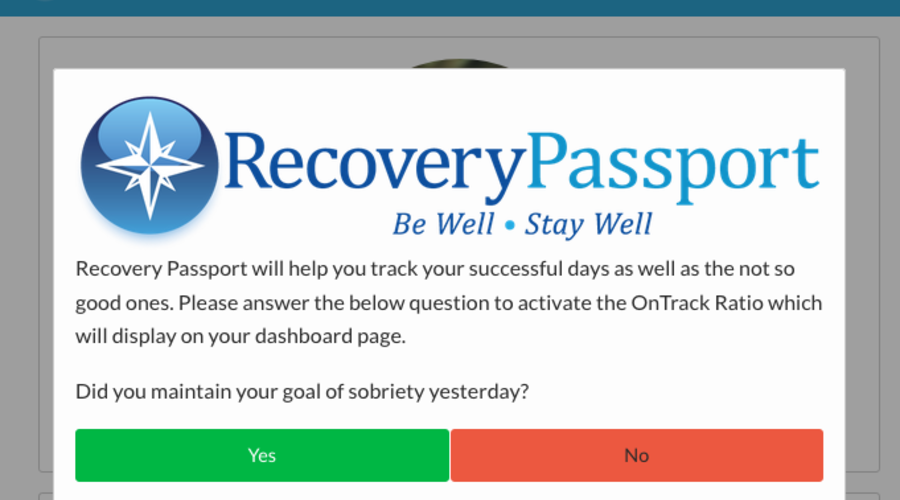 RecoveryPassport
Be Well • Stay Well
Recovery Passport will help you track your successful days as well as the not so
good ones. Please answer the below question to activate the OnTrack Ratio which
will display on your dashboard page.
Did you maintain your goal of sobriety yesterday?
Yes
No